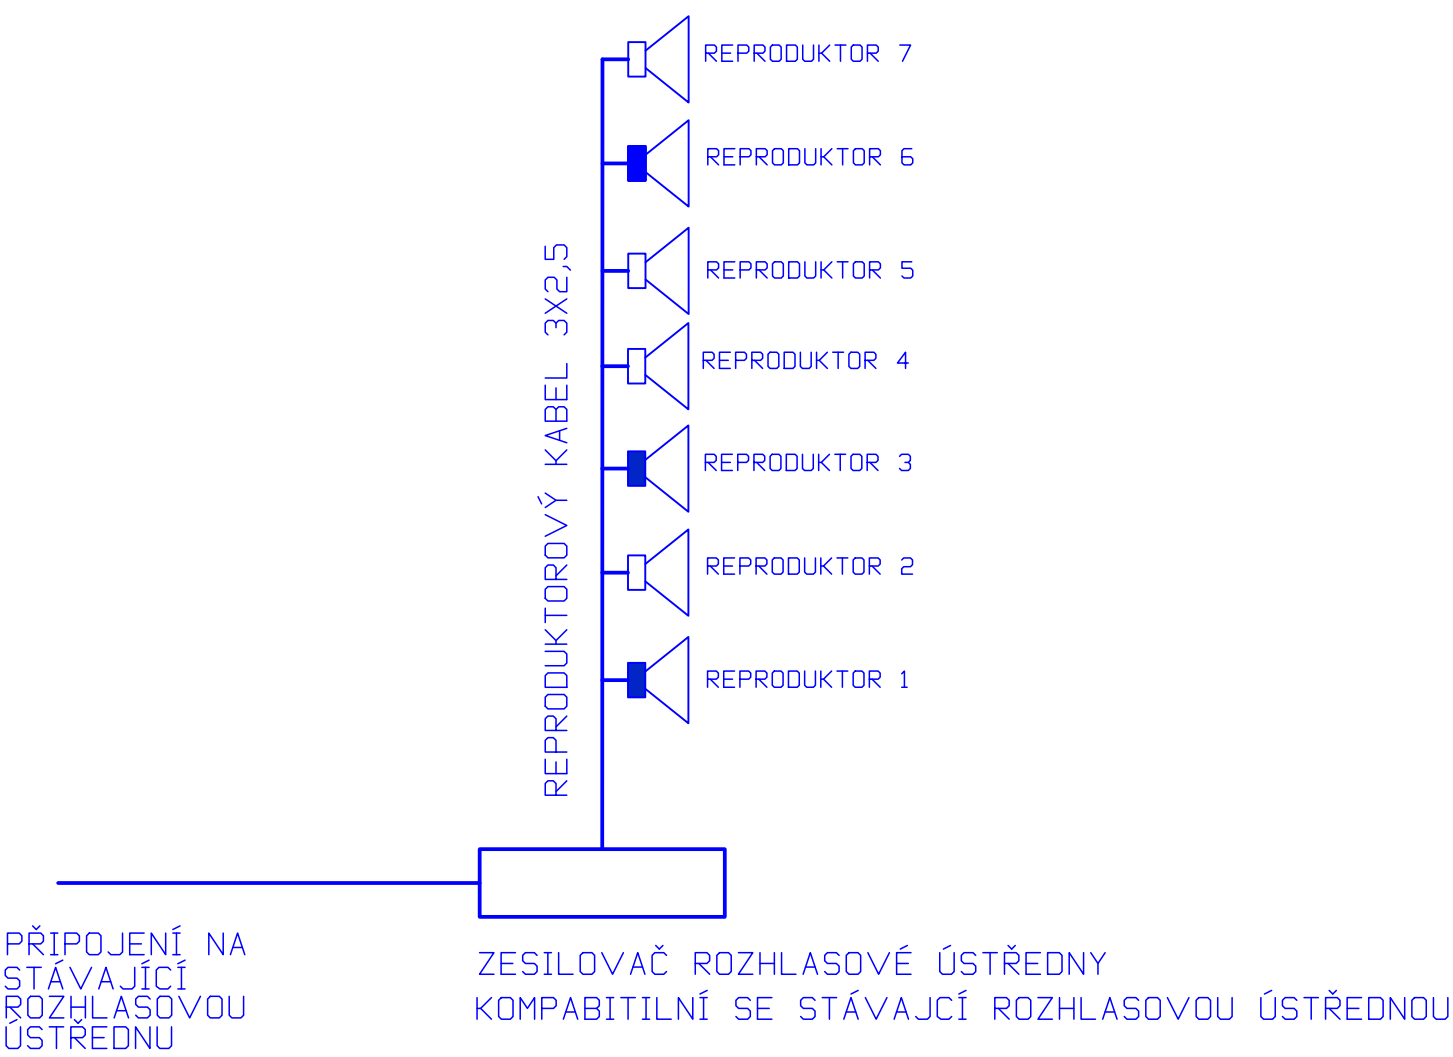 REPRODUKTOR 7
REPRODUKTOR 6
REPRODUKTOR 5
REPRODUKTOR 4
REPRODUKTOR 3
REPRODUKTOR 2
REPRODUKTOR 1
REPRODUKTOROVÝ KABEL 3X2,5
PŘIPOJENÍ NA
STÁVAJÍCÍ
ROZHLASOVOU
ÚSTŘEDNU
ZESILOVAČ ROZHLASOVÉ ÚSTŘEDNY
KOMPABITILNÍ SE STÁVAJCÍ ROZHLASOVOU ÚSTŘEDNOU